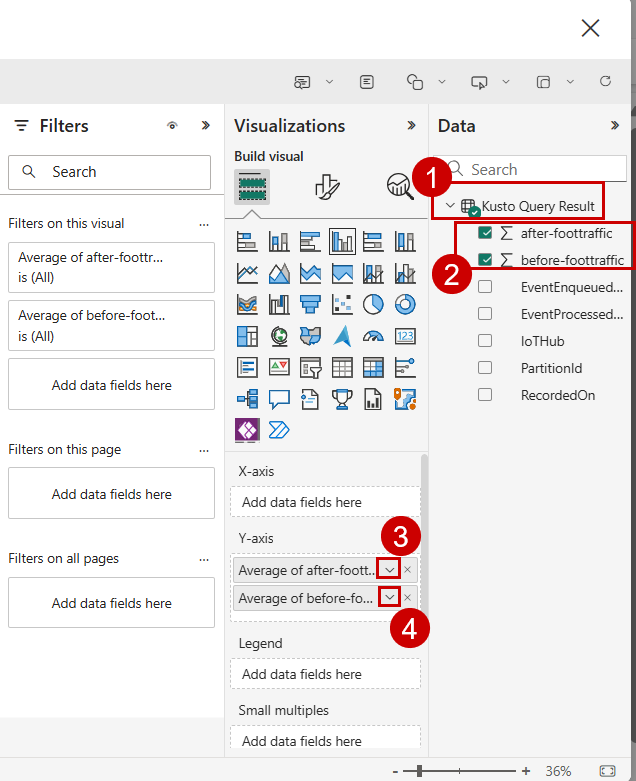 Filters
Search
Filters on this visual
...
Average of after-foottr...
is (All)
Average of before-foot...
is (All)
Add data fields here
Filters on this page
...
Add data fields here
Filters on all pages
...
Add data fields here
Visualizations
Build visual
123
X-axis
Add data fields here
Y-axis
3
Average of after-foott...
Average of before-fo...
4
Legend
Add data fields here
Small multiples
Add data fields here
Data
Search
1
Kusto Query Result
after-foottraffic
2
before-foottraffic
EventEnqueued...
EventProcessed...
IoTHub
PartitionId
RecordedOn
- + 36%